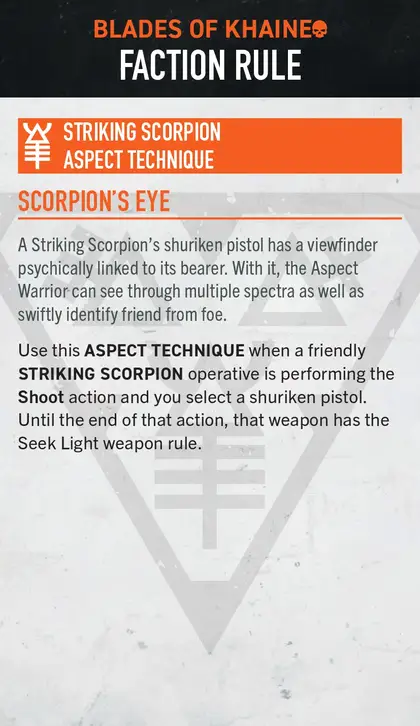 BLADES OF KHAINE
FACTION RULE
STRIKING SCORPION
ASPECT TECHNIQUE
SCORPION'S EYE
A Striking Scorpion's shuriken pistol has a viewfinder
psychically linked to its bearer. With it, the Aspect
Warrior can see through multiple spectra as well as
swiftly identify friend from foe.
Use this ASPECT TECHNIQUE when a friendly
STRIKING SCORPION operative is performing the
Shoot action and you select a shuriken pistol.
Until the end of that action, that weapon has the
Seek Light weapon rule.